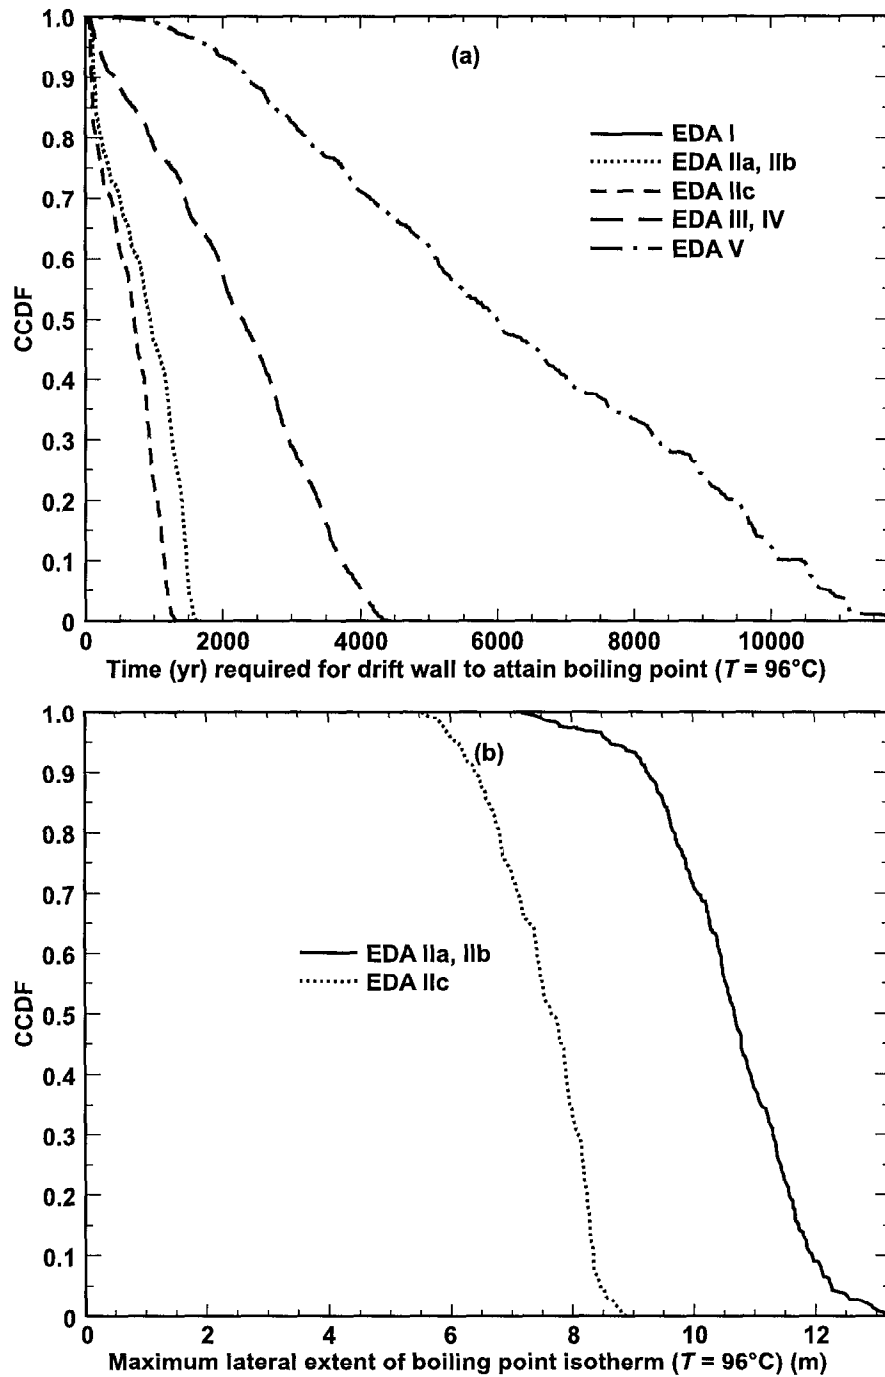 1.0
0.9
0.8
0.7
0.6
0.5
0.4
0.3
0.2
0.1
0
CCDF
(a)
EDA I
EDA IIa, IIb
EDA IIc
EDA III, IV
EDA V
0 2000 4000 6000 8000 10000
Time (yr) required for drift wall to attain boiling point (T = 96°C)
1.0
0.9
0.8
0.7
0.6
0.5
0.4
0.3
0.2
0.1
0
CCDF
(b)
EDA IIa, IIb
EDA IIc
0 2 4 6 8 10 12
Maximum lateral extent of boiling point isotherm (T = 96°C) (m)